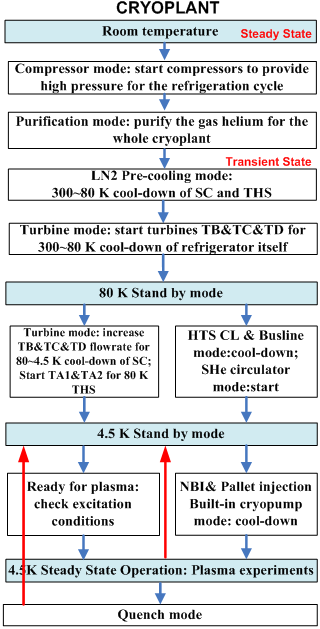 CRYOPLANT
Room temperature
Steady State
Compressor mode: start compressors to provide
high pressure for the refrigeration cycle
Purification mode: purify the gas helium for the
whole cryoplant
Transient State
LN2 Pre-cooling mode:
300~80 K cool-down of SC and THS
Turbine mode: start turbines TB&TC&TD for
300~80 K cool-down of refrigerator itself
80 K Stand by mode
Turbine mode: increase
TB&TC&TD flowrate for
80~4.5 K cool-down of SC;
Start TA1&TA2 for 80 K
THS
HTS CL & Busline
mode:cool-down;
SHe circulator
mode:start
4.5 K Stand by mode
Ready for plasma:
check excitation
conditions
NBI& Pallet injection
Built-in cryopump
mode: cool-down
4.5K Steady State Operation: Plasma experiments
Quench mode